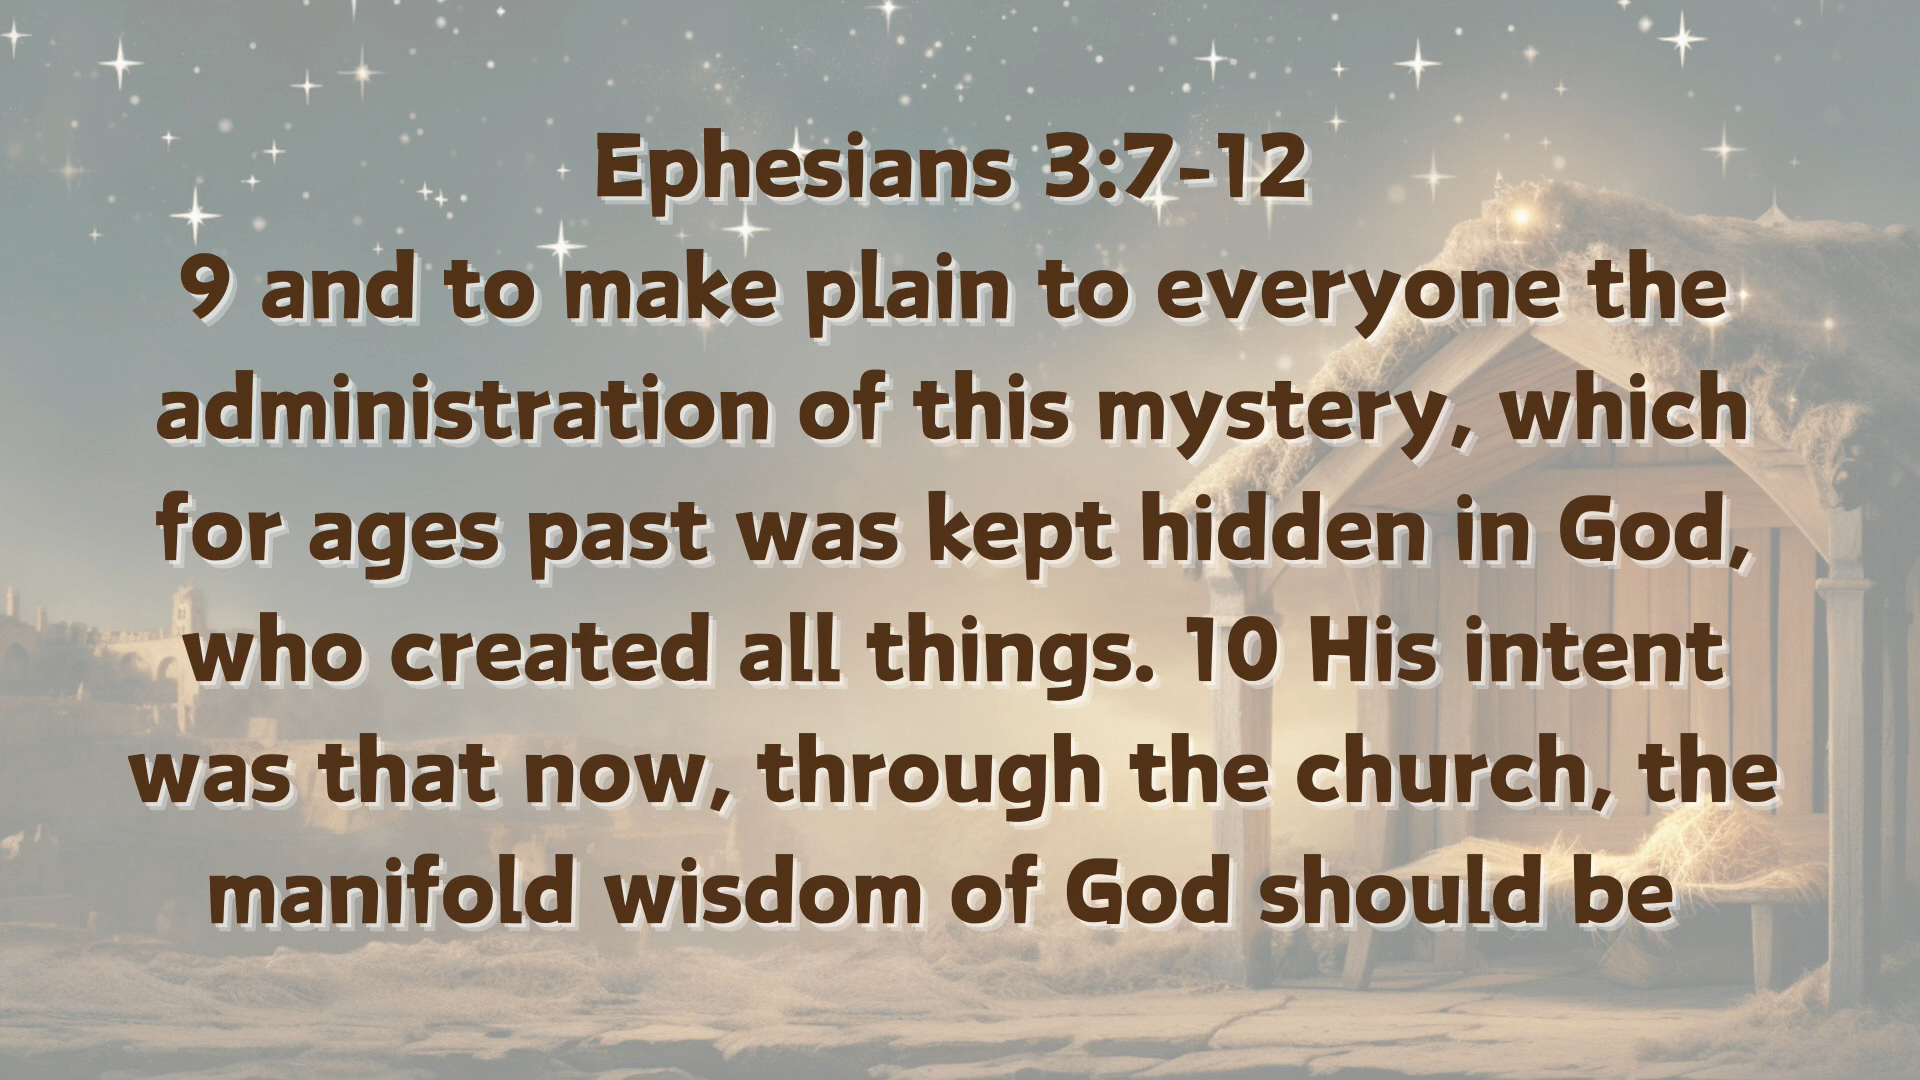 Ephesians 3:7-12
9 and to make plain to everyone the
administration of this mystery, which
for ages past was kept hidden in God,
who created all things. 10 His intent
was that now, through the church, the
manifold wisdom of God should be